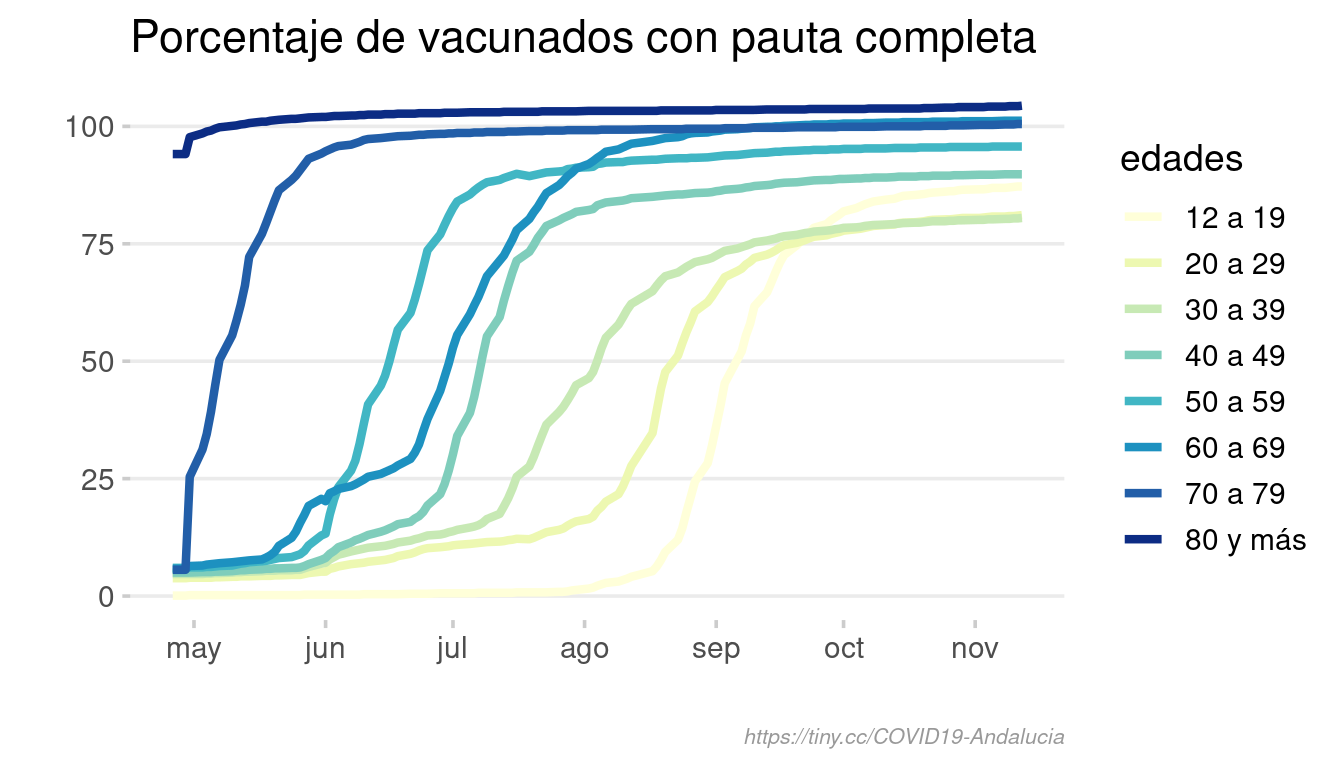 Porcentaje de vacunados con pauta completa
100
75
50
25
0
may jun jul ago sep oct nov
edades
12 a 19
20 a 29
30 a 39
40 a 49
50 a 59
60 a 69
70 a 79
80 y más
https://tiny.cc/COVID19-Andalucia